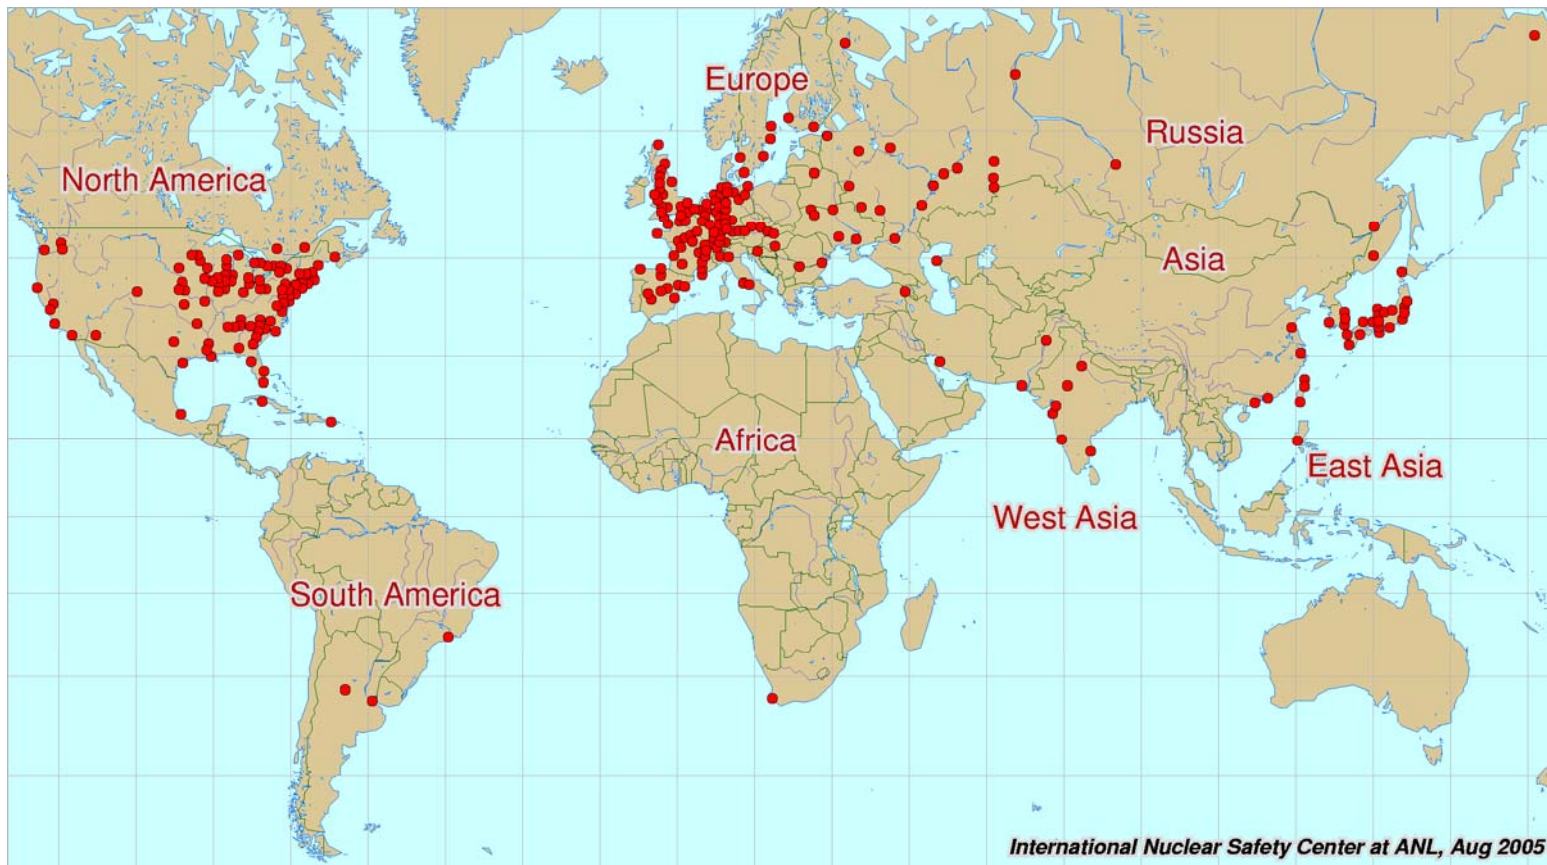 Europe
Russia
North America
Asia
Africa
East Asia
West Asia
South America
International Nuclear Safety Center at ANL, Aug 2005